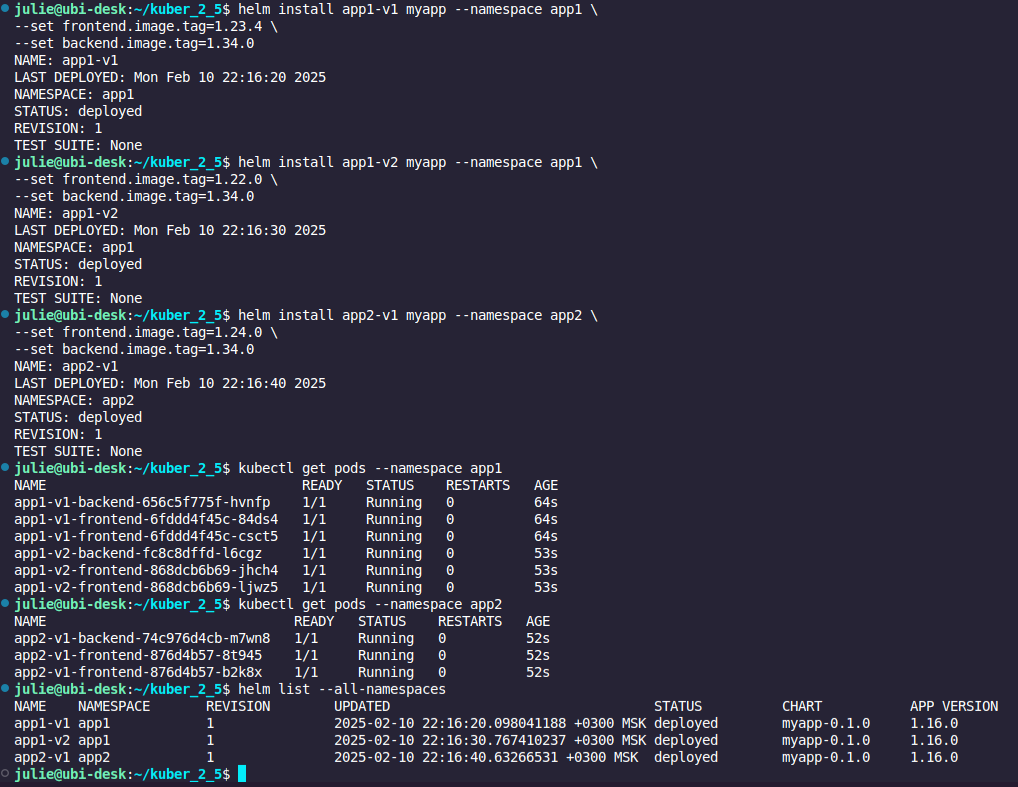 julie@ubi-desk:~/kuber_2_5$ helm install app1-v1 myapp --namespace app1 \
--set frontend.image.tag=1.23.4 \
--set backend.image.tag=1.34.0
NAME: app1-v1
LAST DEPLOYED: Mon Feb 10 22:16:20 2025
NAMESPACE: app1
STATUS: deployed
REVISION: 1
TEST SUITE: None
julie@ubi-desk:~/kuber_2_5$ helm install app1-v2 myapp --namespace app1 \
--set frontend.image.tag=1.22.0 \
--set backend.image.tag=1.34.0
NAME: app1-v2
LAST DEPLOYED: Mon Feb 10 22:16:30 2025
NAMESPACE: app1
STATUS: deployed
REVISION: 1
TEST SUITE: None
julie@ubi-desk:~/kuber_2_5$ helm install app2-v1 myapp --namespace app2 \
--set frontend.image.tag=1.24.0 \
--set backend.image.tag=1.34.0
NAME: app2-v1
LAST DEPLOYED: Mon Feb 10 22:16:40 2025
NAMESPACE: app2
STATUS: deployed
REVISION: 1
TEST SUITE: None
julie@ubi-desk:~/kuber_2_5$ kubectl get pods --namespace app1
NAME                                READY   STATUS    RESTARTS   AGE
app1-v1-backend-656c5f775f-hvnfp    1/1     Running   0          64s
app1-v1-frontend-6fddd4f45c-84ds4   1/1     Running   0          64s
app1-v1-frontend-6fddd4f45c-csct5   1/1     Running   0          64s
app1-v2-backend-fc8c8dffd-l6cgz     1/1     Running   0          53s
app1-v2-frontend-868dcb6b69-jhch4   1/1     Running   0          53s
app1-v2-frontend-868dcb6b69-ljwz5   1/1     Running   0          53s
julie@ubi-desk:~/kuber_2_5$ kubectl get pods --namespace app2
NAME                               READY   STATUS    RESTARTS   AGE
app2-v1-backend-74c976d4cb-m7wn8   1/1     Running   0          52s
app2-v1-frontend-876d4b57-8t945    1/1     Running   0          52s
app2-v1-frontend-876d4b57-b2k8x    1/1     Running   0          52s
julie@ubi-desk:~/kuber_2_5$ helm list --all-namespaces
NAME    NAMESPACE       REVISION        UPDATED                                 STATUS          CHART           APP VERSION
app1-v1 app1            1               2025-02-10 22:16:20.098041188 +0300 MSK deployed        myapp-0.1.0     1.16.0
app1-v2 app1            1               2025-02-10 22:16:30.767410237 +0300 MSK deployed        myapp-0.1.0     1.16.0
app2-v1 app2            1               2025-02-10 22:16:40.63266531 +0300 MSK  deployed        myapp-0.1.0     1.16.0
julie@ubi-desk:~/kuber_2_5$